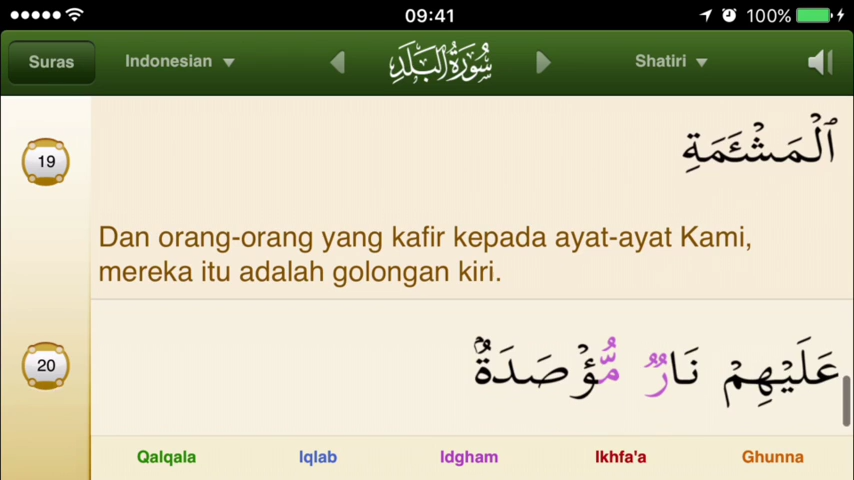 09:41
100%
Suras
Indonesian
سُورَةُ الْبَلَدِ
Shatiri
19
ٱلْمَشْـَٔمَةِ
Dan orang-orang yang kafir kepada ayat-ayat Kami,
mereka itu adalah golongan kiri.
20
عَلَيْهِمْ نَارٌ مُّؤْصَدَةٌۢ
Qalqala
Iqlab
Idgham
Ikhfa'a
Ghunna